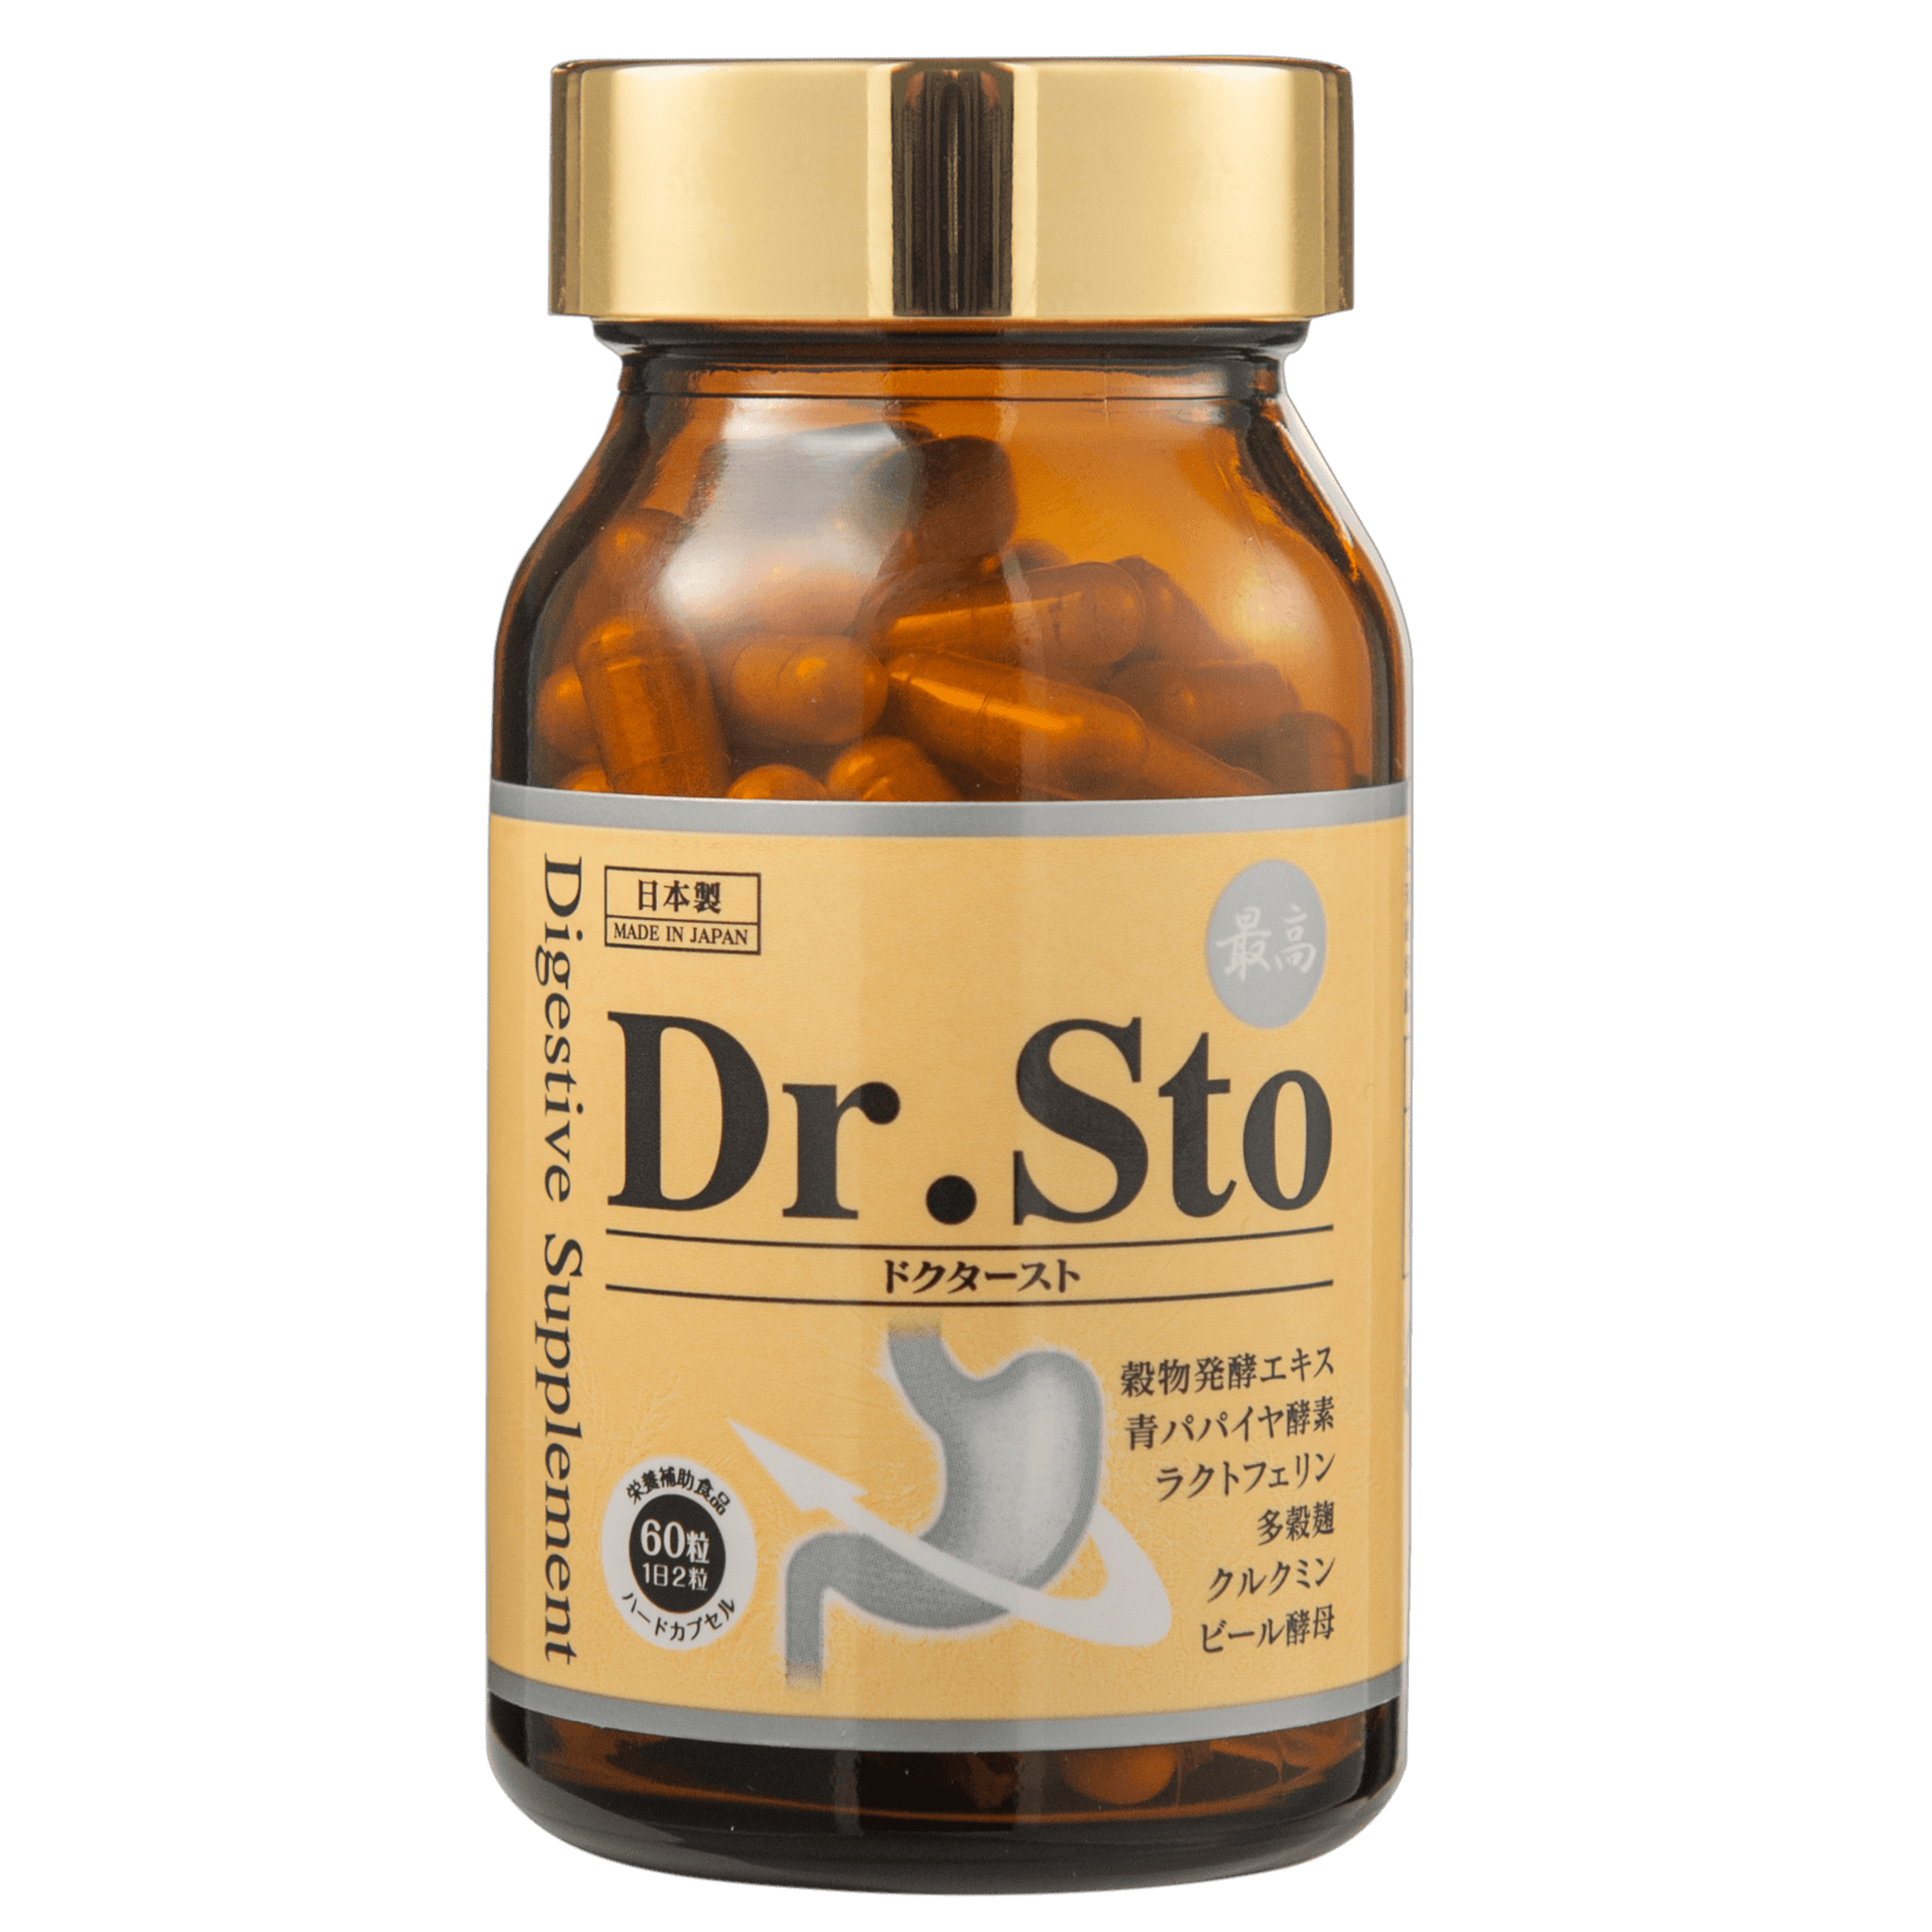 日本製
MADE IN JAPAN
最高
Digestive Supplement
Dr.Sto
ドクタースト
穀物発酵エキス
青パパイヤ酵素
ラクトフェリン
多穀麹
クルクミン
ビール酵母
栄養補助食品
60粒
1日2粒
ハードカプセル